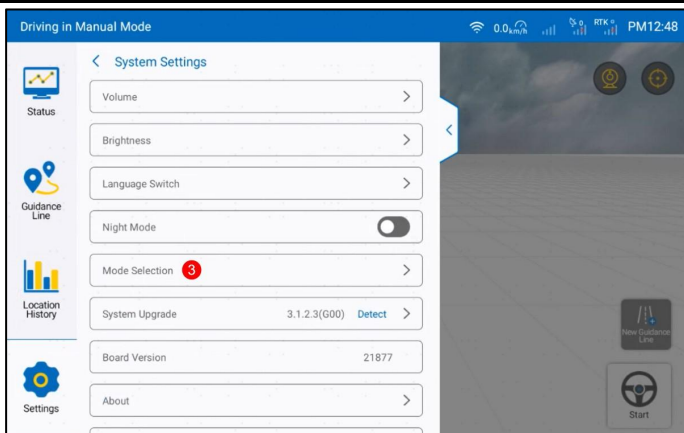 Driving in Manual Mode
0.0km/h
0
RTK
PM12:48
System Settings
Status
Volume
Brightness
Guidance
Line
Language Switch
Night Mode
Location
History
Mode Selection 3
System Upgrade 3.1.2.3(G00) Detect
Board Version 21877
Settings
About
New Guidance
Line
Start